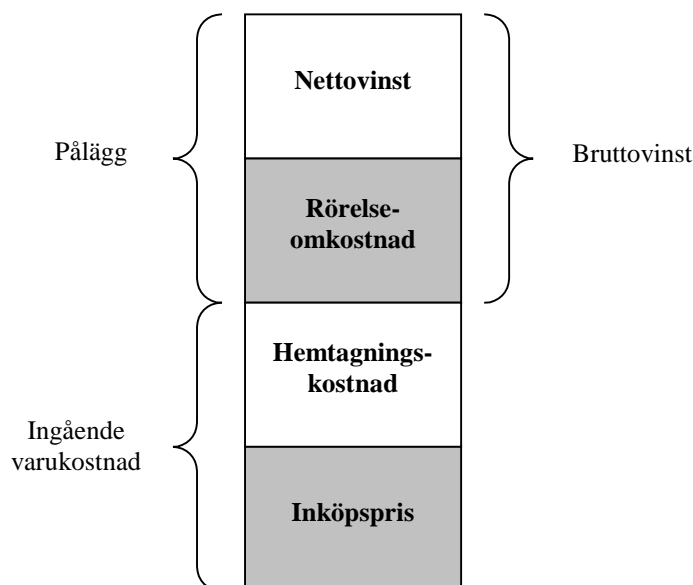 Nettovinst
Pålägg
Bruttovinst
Rörelse-
omkostnad
Hemtagnings-
kostnad
Ingående
varukostnad
Inköpspris